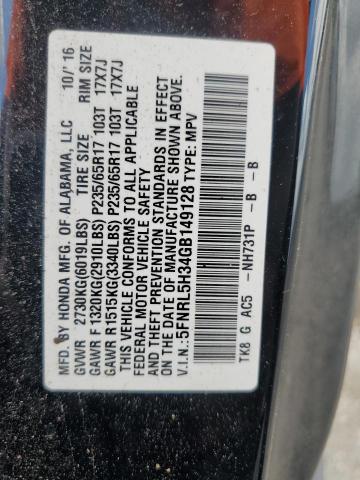 MFD. BY HONDA MFG. OF ALABAMA, LLC 10/'16
GVWR 2730KG(6019LBS) TIRE SIZE RIM SIZE
GAWR F 1320KG(2910LBS) P235/65R17 103T 17X7J
GAWR R 1515KG(3340LBS) P235/65R17 103T 17X7J
THIS VEHICLE CONFORMS TO ALL APPLICABLE
FEDERAL MOTOR VEHICLE SAFETY
AND THEFT PREVENTION STANDARDS IN EFFECT
ON THE DATE OF MANUFACTURE SHOWN ABOVE.
V.I.N.: 5FNRL5H34GB149128 TYPE: MPV
TK8 G AC5 -NH731P -B -B